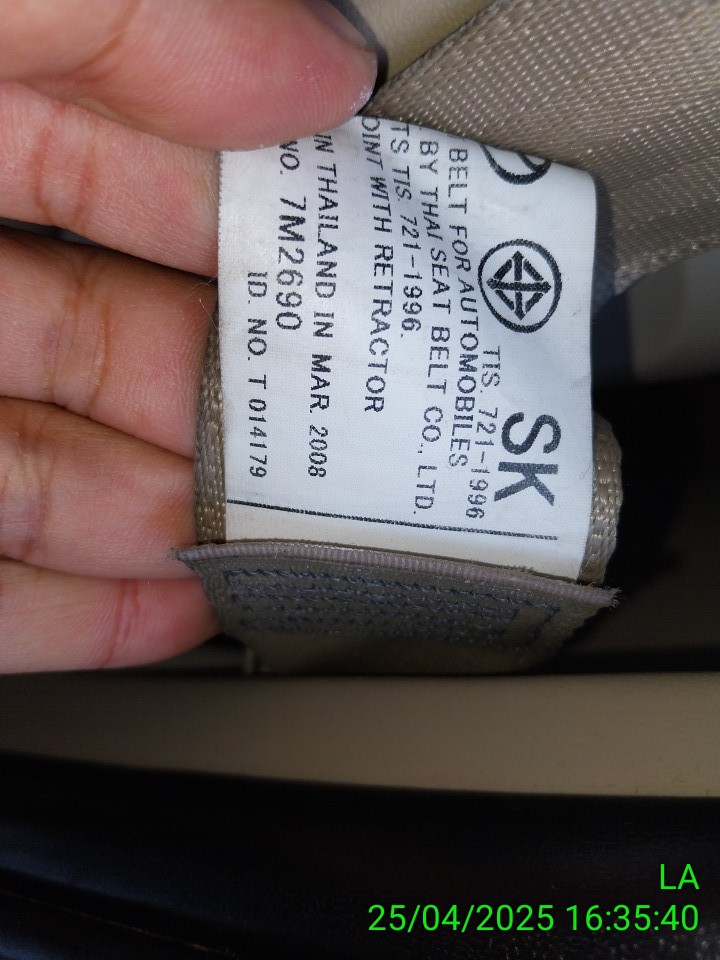 SK
TIS. 721-1996
BELT FOR AUTOMOBILES
BY THAI SEAT BELT CO., LTD.
TS TIS. 721-1996.
OINT WITH RETRACTOR
IN THAILAND IN MAR. 2008
NO. 7M2690
ID. NO. T 014179
LA
25/04/2025 16:35:40